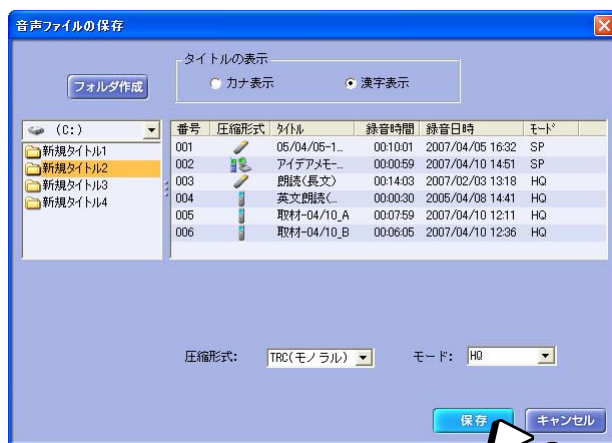 音声ファイルの保存
タイトルの表示
カナ表示 漢字表示
フォルダ作成
(C:)
新規タイトル1
新規タイトル2
新規タイトル3
新規タイトル4
番号 圧縮形式 タイトル 録音時間 録音日時 モード
001 05/04/05-1... 00:10:01 2007/04/05 16:32 SP
002 アイデアメモ-... 00:00:59 2007/04/10 14:51 SP
003 朗読(長文) 00:14:03 2007/02/03 13:18 HQ
004 英文朗読(... 00:00:30 2005/04/08 14:41 HQ
005 取材-04/10_A 00:07:59 2007/04/10 12:11 HQ
006 取材-04/10_B 00:06:05 2007/04/10 12:36 HQ
圧縮形式: TRC(モノラル) モード: HQ
保存 キャンセル